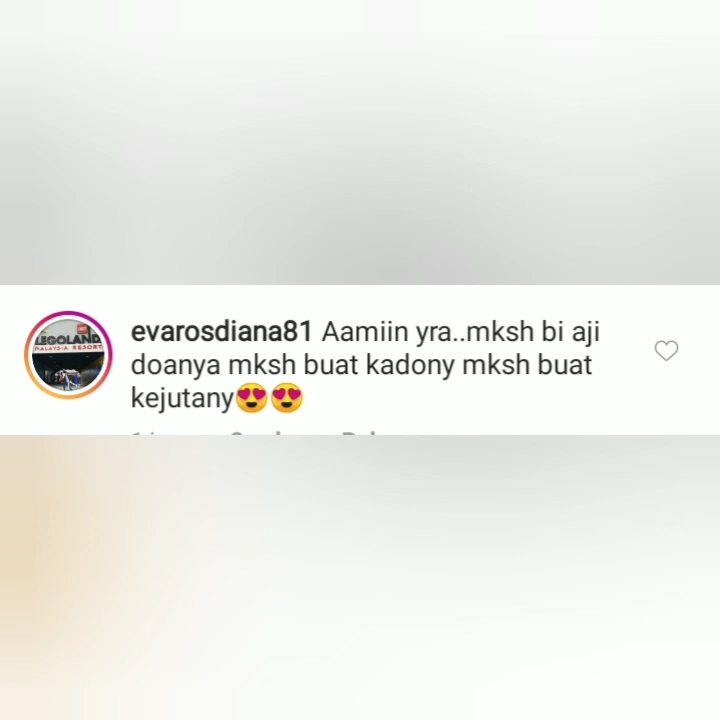 LEGOLAND
MALAYSIA RESORT
evarosdiana81 Aamiin yra..mksh bi aji
doanya mksh buat kadony mksh buat
kejutany😍😍